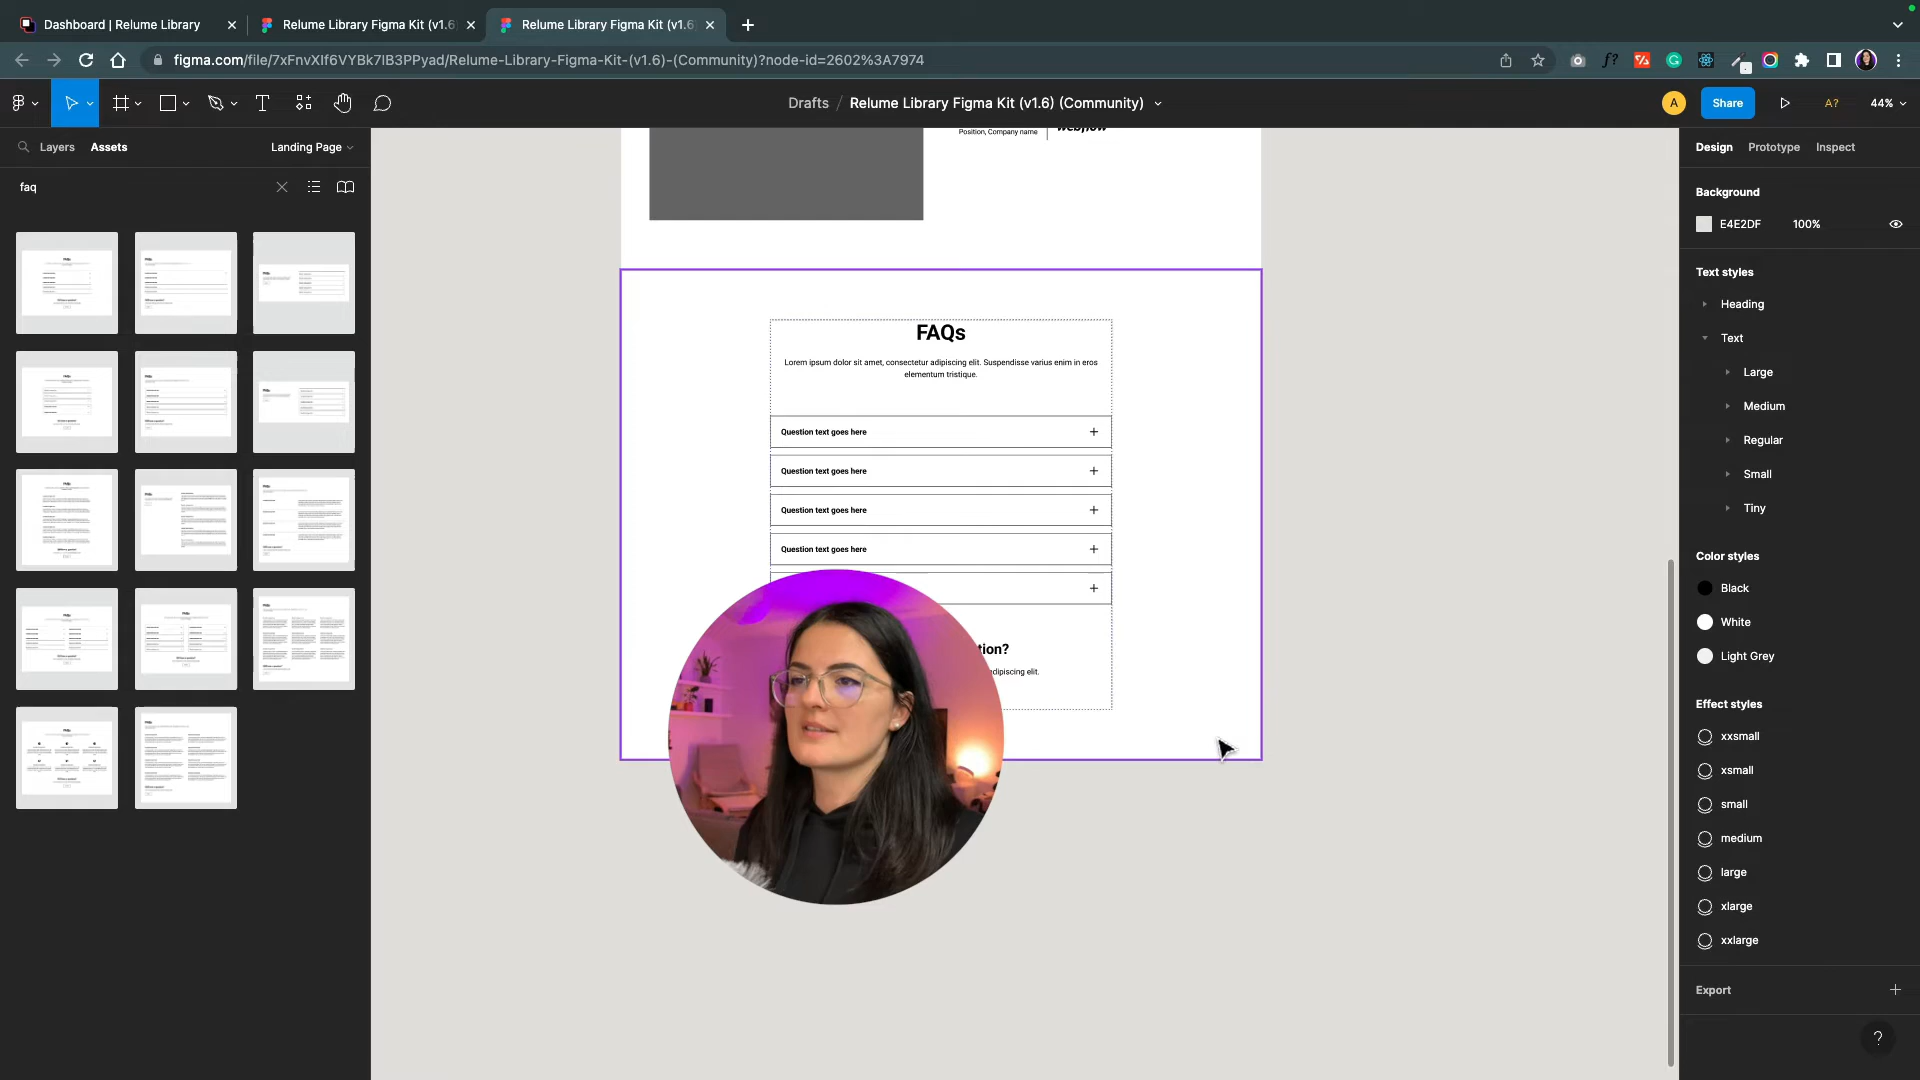 Dashboard | Relume Library
Relume Library Figma Kit (v1.6
Relume Library Figma Kit (v1.6
figma.com/file/7xFnvXIf6VYBk7IB3PPyad/Relume-Library-Figma-Kit-(v1.6)-(Community)?node-id=2602%3A7974
Drafts / Relume Library Figma Kit (v1.6) (Community)
A
Share
A?
44%
Layers
Assets
Landing Page
faq
Position, Company name
webflow
FAQs
Lorem ipsum dolor sit amet, consectetur adipiscing elit. Suspendisse varius enim in eros
elementum tristique.
Question text goes here
Question text goes here
Question text goes here
Question text goes here
tion?
adipiscing elit.
Design
Prototype
Inspect
Background
E4E2DF
100%
Text styles
Heading
Text
Large
Medium
Regular
Small
Tiny
Color styles
Black
White
Light Grey
Effect styles
xxsmall
xsmall
small
medium
large
xlarge
xxlarge
Export
?